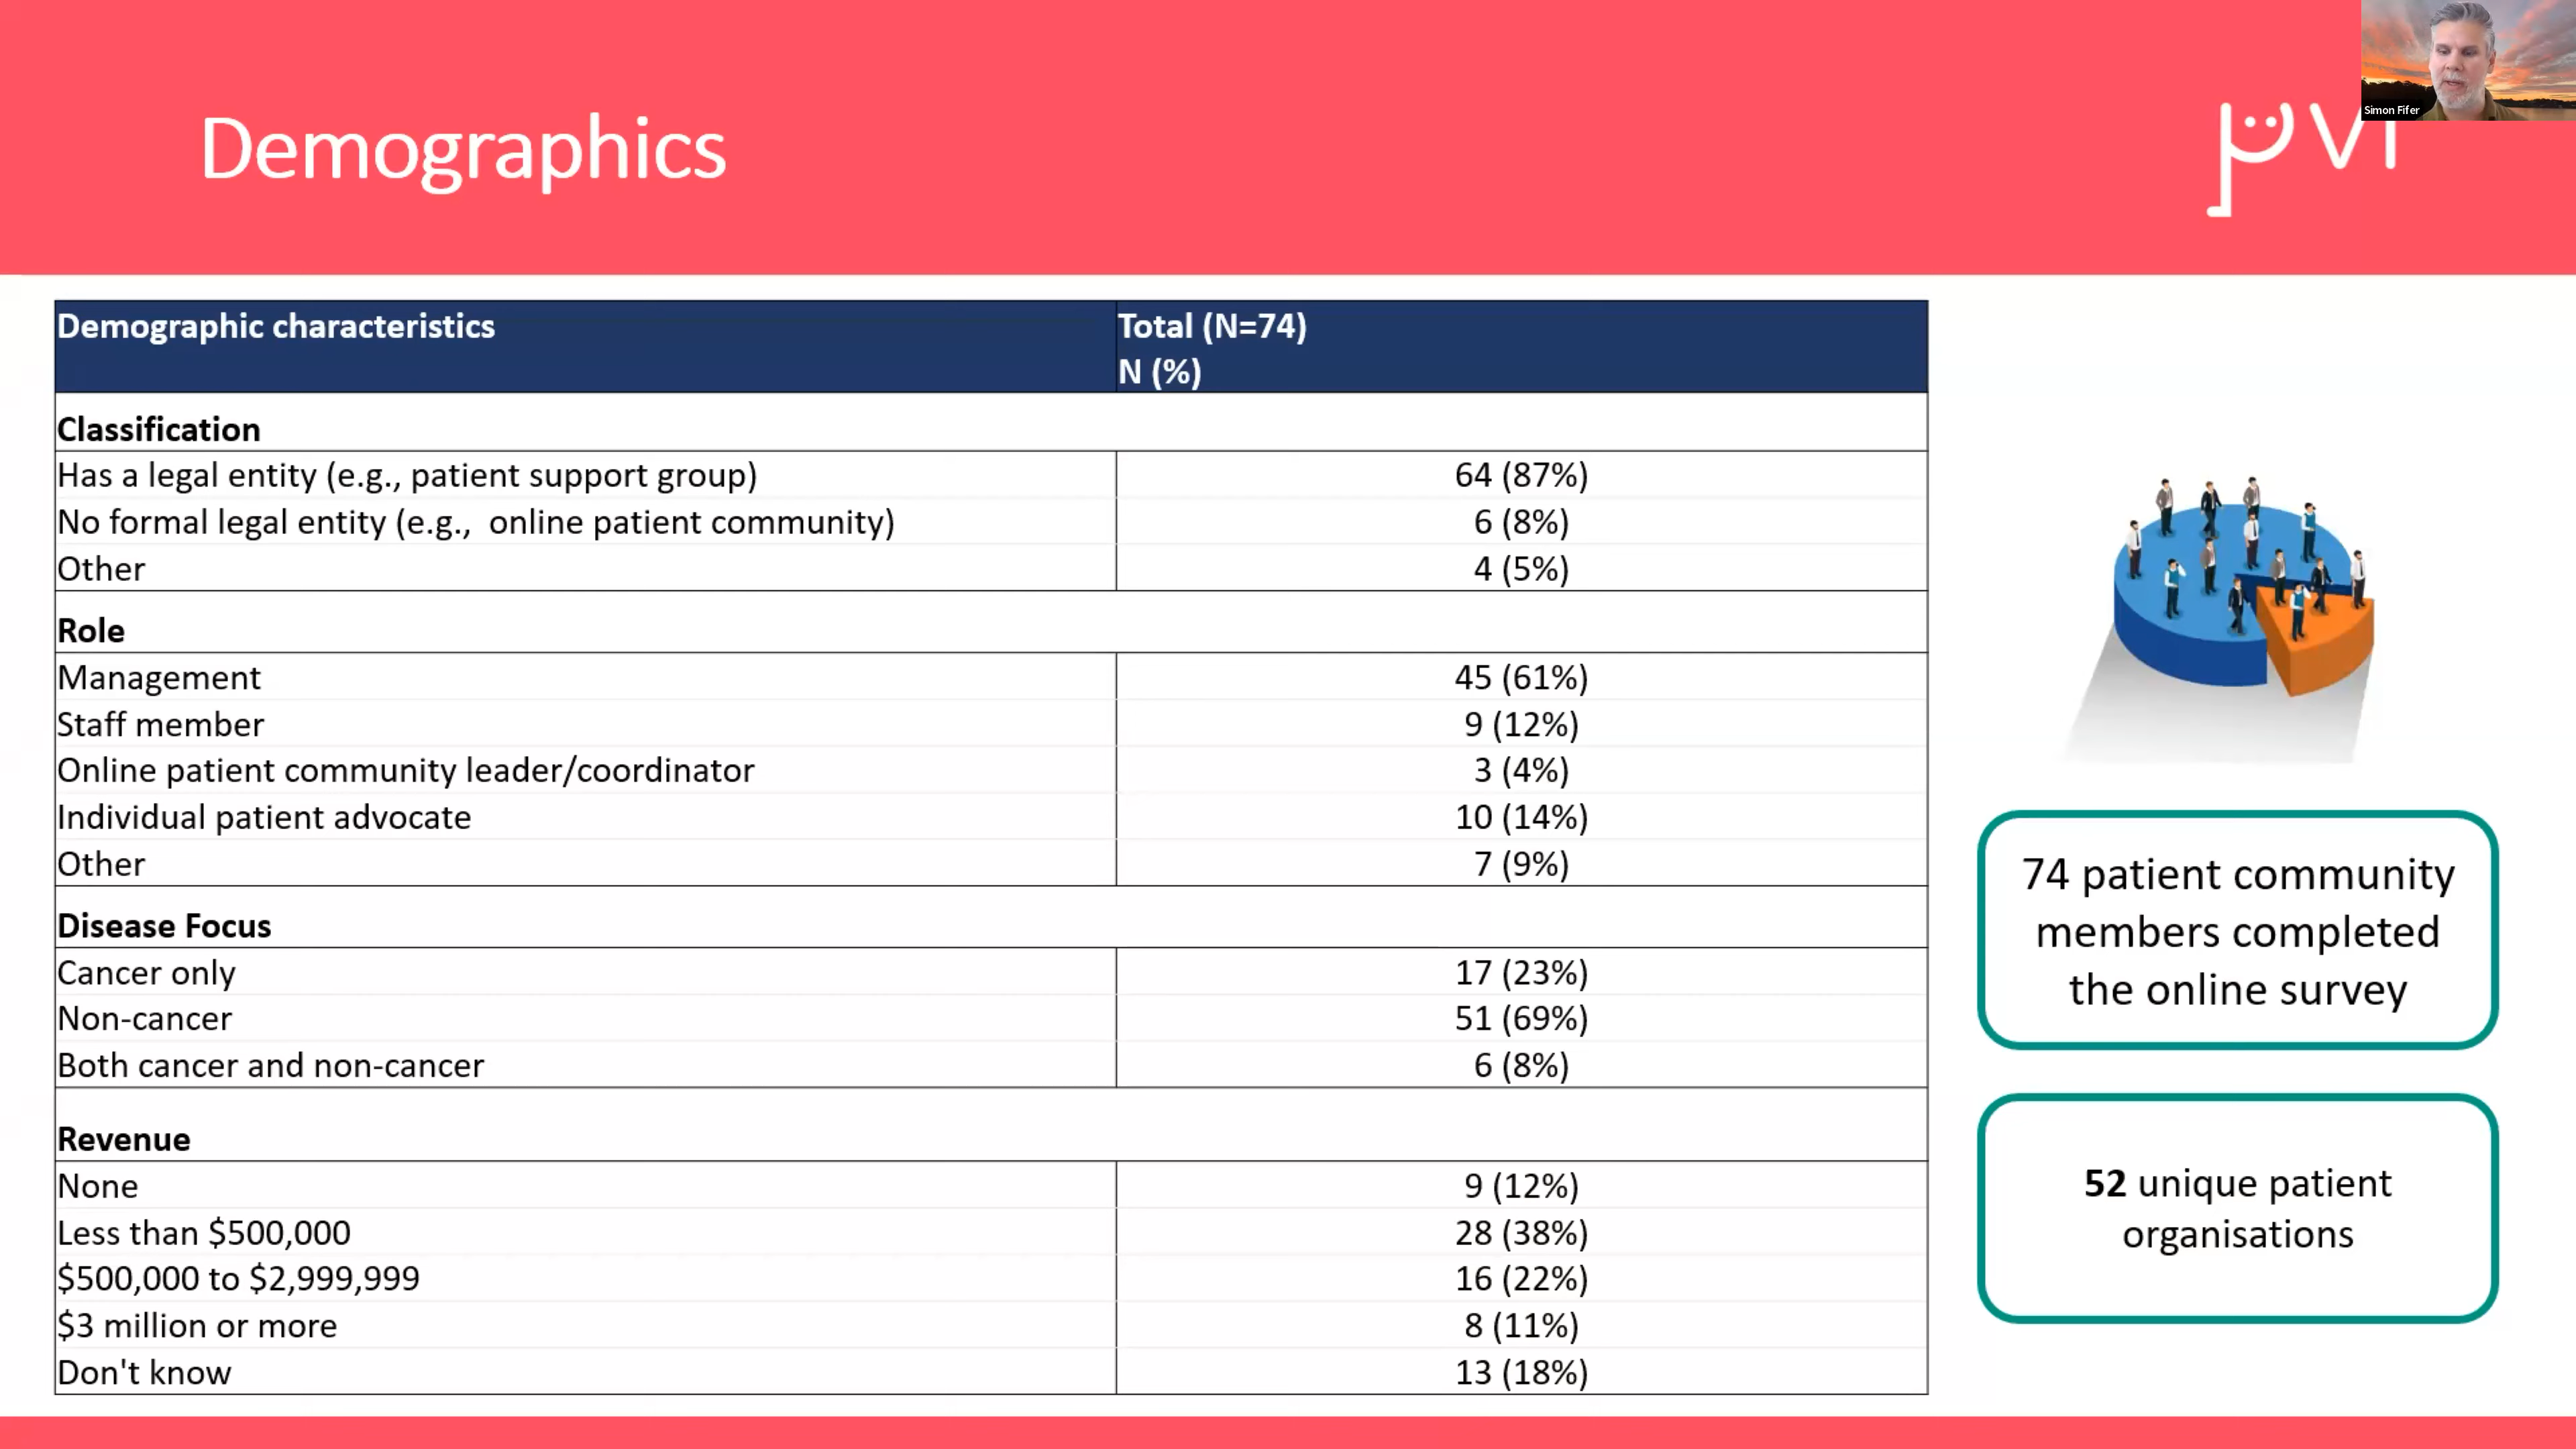 Simon Fifer
Demographics
Demographic characteristics
Total (N=74)
N (%)
Classification
Has a legal entity (e.g., patient support group) 64 (87%)
No formal legal entity (e.g., online patient community) 6 (8%)
Other 4 (5%)
Role
Management 45 (61%)
Staff member 9 (12%)
Online patient community leader/coordinator 3 (4%)
Individual patient advocate 10 (14%)
Other 7 (9%)
Disease Focus
Cancer only 17 (23%)
Non-cancer 51 (69%)
Both cancer and non-cancer 6 (8%)
Revenue
None 9 (12%)
Less than $500,000 28 (38%)
$500,000 to $2,999,999 16 (22%)
$3 million or more 8 (11%)
Don't know 13 (18%)
74 patient community
members completed
the online survey
52 unique patient
organisations